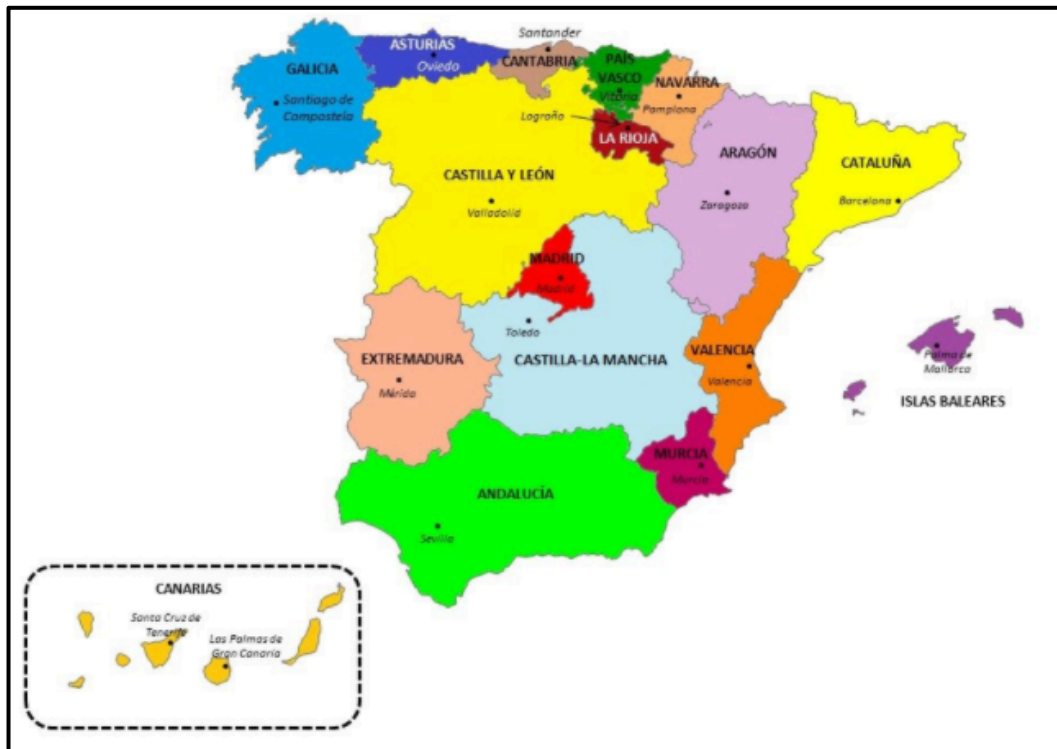 Santander
ASTURIAS
Oviedo
CANTABRIA
PAÍS
VASCO
Vitoria
GALICIA
Santiago de
Compostela
NAVARRA
Pamplona
Logroño
LA RIOJA
ARAGÓN
Zaragoza
CATALUÑA
Barcelona
CASTILLA Y LEÓN
Valladolid
MADRID
Madrid
Toledo
CASTILLA-LA MANCHA
EXTREMADURA
Mérida
VALENCIA
Valencia
Palma de
Mallorca
ISLAS BALEARES
MURCIA
Murcia
ANDALUCÍA
Sevilla
CANARIAS
Santa Cruz de
Tenerife
Las Palmas de
Gran Canaria